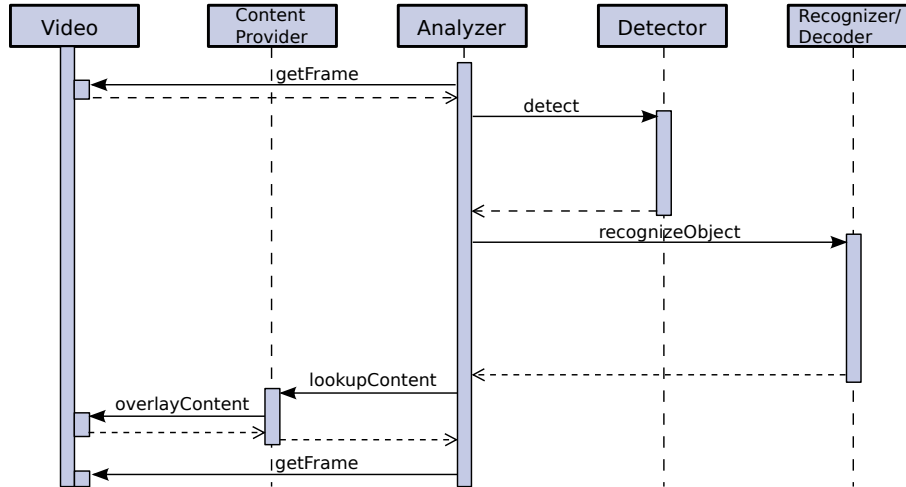 Video
Content
Provider
Analyzer
Detector
Recognizer/
Decoder
getFrame
detect
recognizeObject
lookupContent
overlayContent
getFrame